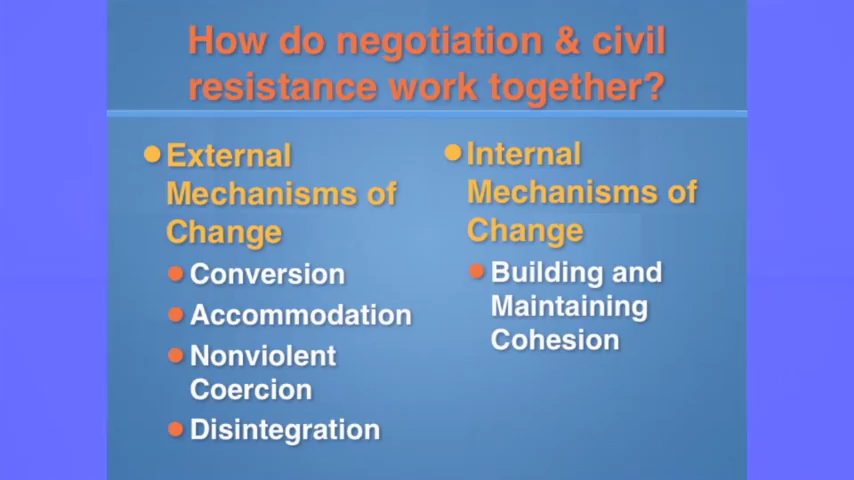 How do negotiation & civil
resistance work together?
External
Mechanisms of
Change
Conversion
Accommodation
Nonviolent
Coercion
Disintegration
Internal
Mechanisms of
Change
Building and
Maintaining
Cohesion